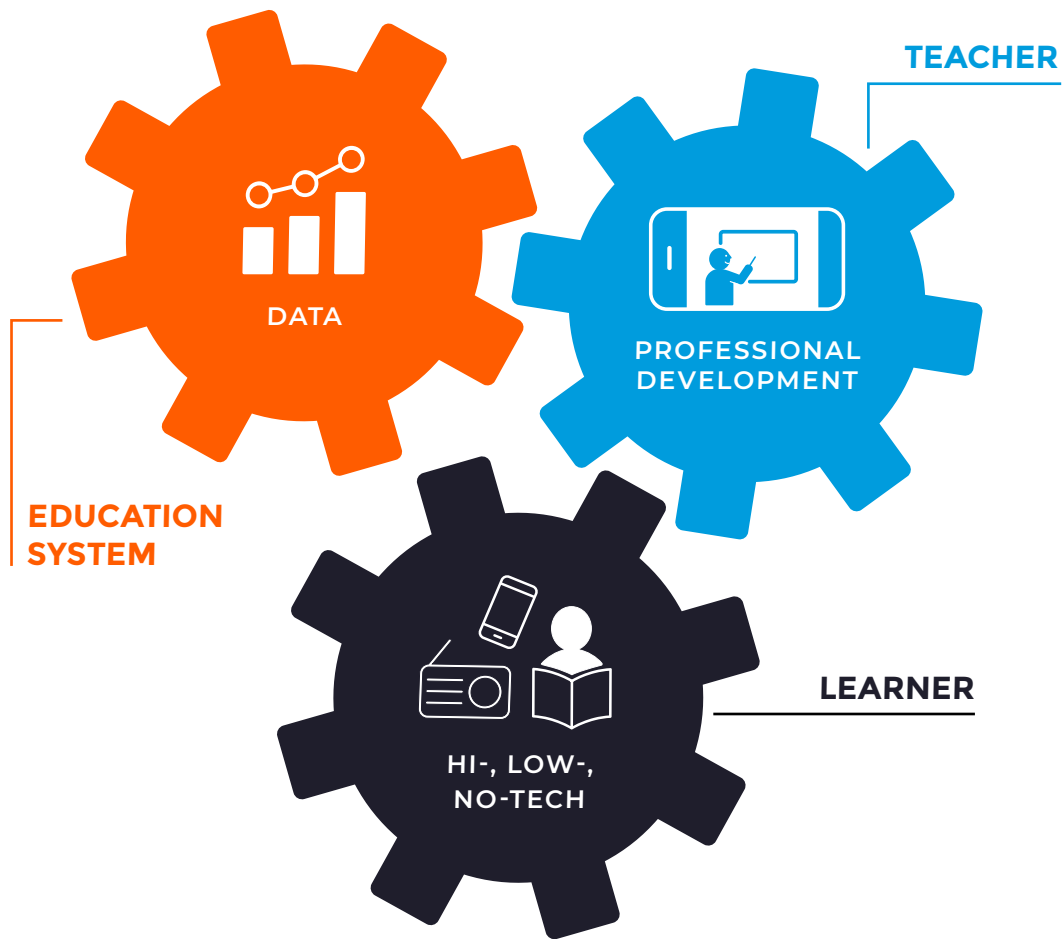 TEACHER
DATA
PROFESSIONAL
DEVELOPMENT
EDUCATION
SYSTEM
LEARNER
HI-, LOW-,
NO-TECH